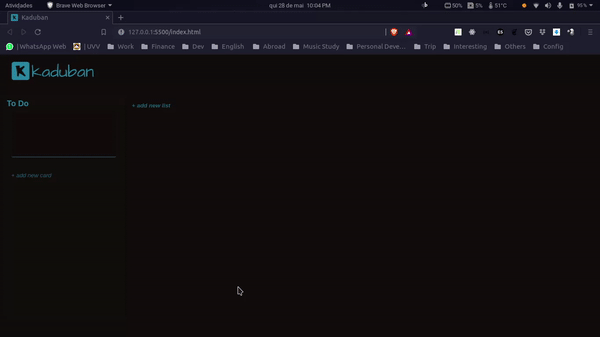 Atividades Brave Web Browser qui 28 de mai 10:04 PM 50% 5% 51°C 95%
Kaduban
127.0.0.1:5500/index.html
| WhatsApp Web | UVV Work Finance Dev English Abroad Music Study Personal Deve... Trip Interesting Others Config
K kaduban
To Do
+ add new list
+ add new card